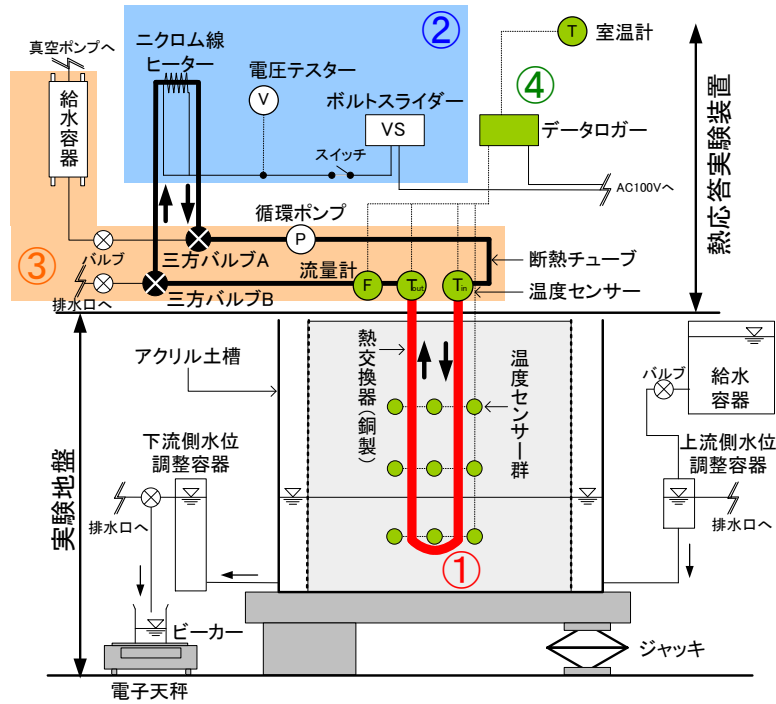 真空ポンプへ
ニクロム線
ヒーター
②
電圧テスター
V
ボルトスライダー
VS
スイッチ
T
室温計
④
データロガー
AC100Vへ
熱応答実験装置
給水容器
③
バルブ
排水口へ
三方バルブA
三方バルブB
循環ポンプ
P
流量計
F
Tout
Tin
断熱チューブ
温度センサー
実験地盤
アクリル土槽
熱交換器(銅製)
温度センサー群
①
バルブ
給水
容器
下流側水位
調整容器
上流側水位
調整容器
排水口へ
排水口へ
ビーカー
電子天秤
ジャッキ